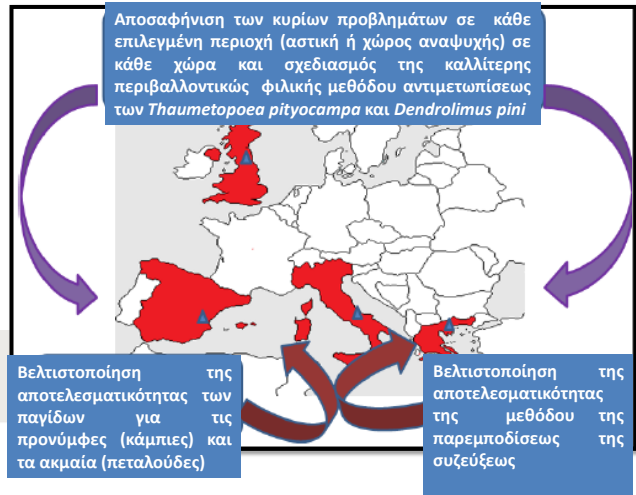 Αποσαφήνιση των κυρίων προβλημάτων σε κάθε
επιλεγμένη περιοχή (αστική ή χώρος αναψυχής) σε
κάθε χώρα και σχεδιασμός της καλλίτερης
περιβαλλοντικώς φιλικής μεθόδου αντιμετωπίσεως
των Thaumetopoea pityocampa και Dendrolimus pini
Βελτιστοποίηση της
αποτελεσματικότητας των
παγίδων για τις
προνύμφες (κάμπιες) και
τα ακμαία (πεταλούδες)
Βελτιστοποίηση της
αποτελεσματικότητας
της μεθόδου της
παρεμποδίσεως της
συζεύξεως